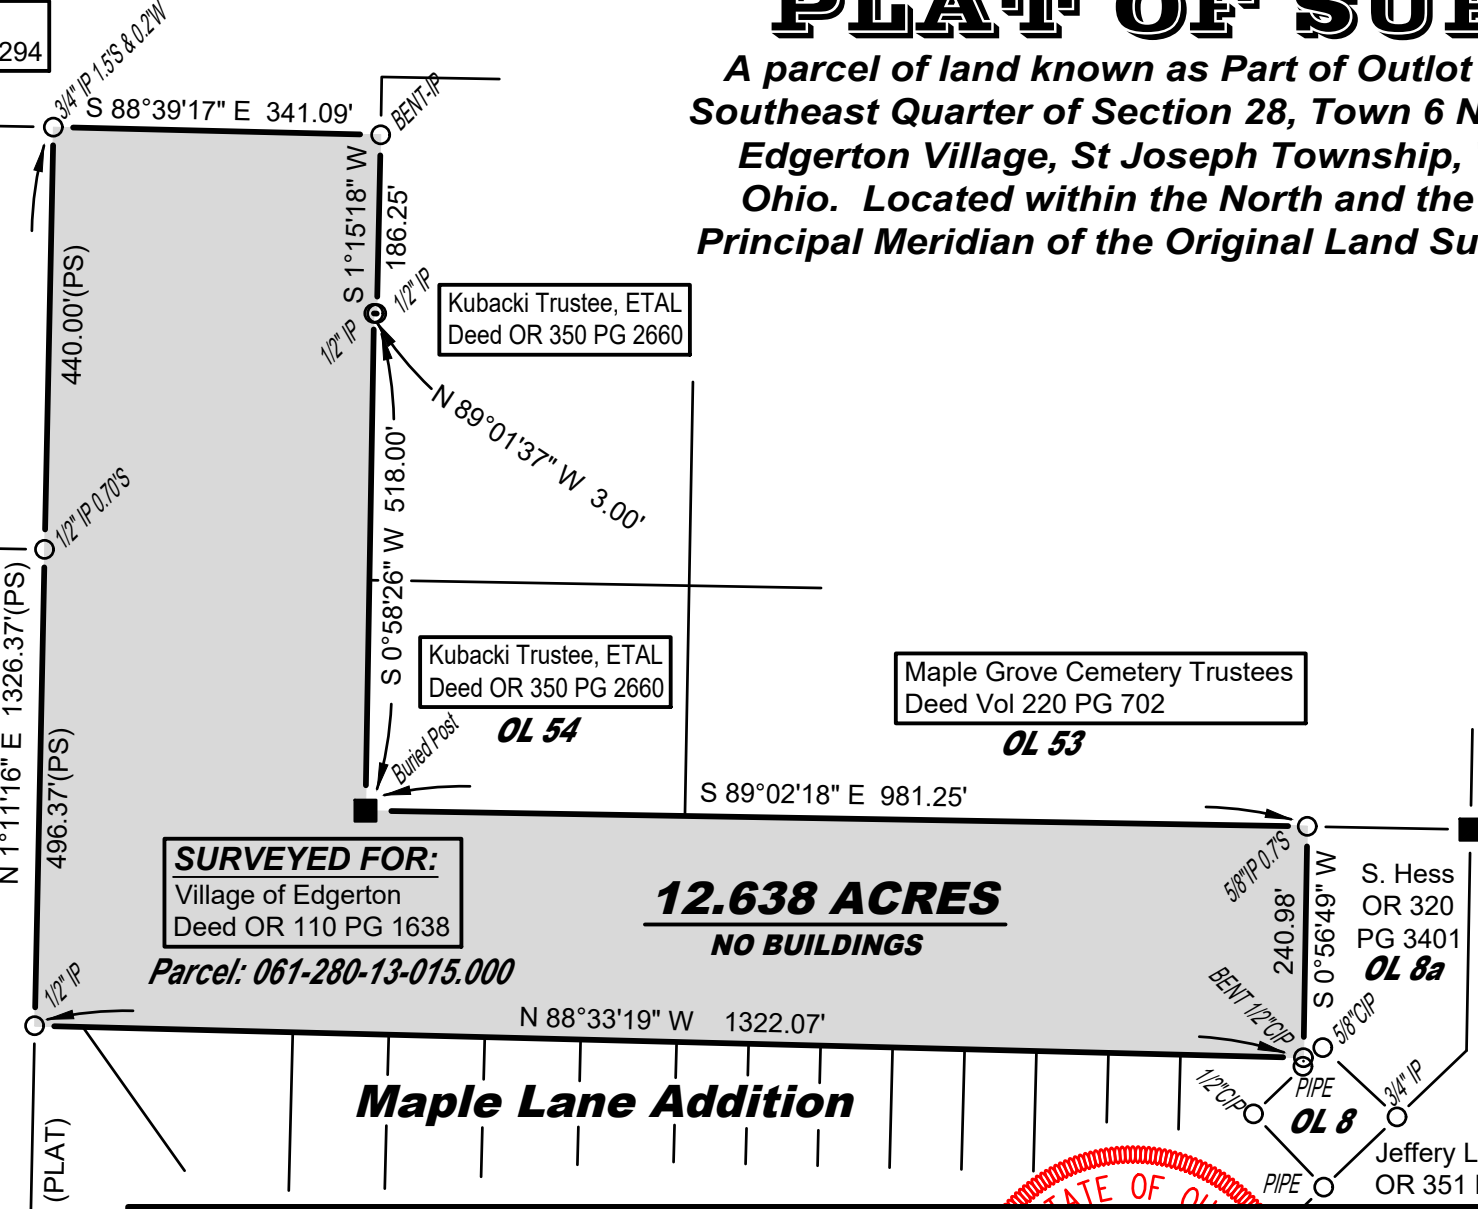 PLAT OF SU
A parcel of land known as Part of Outlot
Southeast Quarter of Section 28, Town 6 N
Edgerton Village, St Joseph Township,
Ohio. Located within the North and the
Principal Meridian of the Original Land Su
294
3/4" IP 1.5'S & 0.2'W
S 88°39'17" E 341.09'
BENT-IP
S 1°15'18" W
186.25'
1/2" IP
1/2" IP
Kubacki Trustee, ETAL
Deed OR 350 PG 2660
440.00'(PS)
N 89°01'37" W 3.00'
S 0°58'26" W 518.00'
1/2" IP 0.70'S
N 1°11'16" E 1326.37'(PS)
496.37'(PS)
Kubacki Trustee, ETAL
Deed OR 350 PG 2660
OL 54
Buried Post
Maple Grove Cemetery Trustees
Deed Vol 220 PG 702
OL 53
S 89°02'18" E 981.25'
SURVEYED FOR:
Village of Edgerton
Deed OR 110 PG 1638
Parcel: 061-280-13-015.000
12.638 ACRES
NO BUILDINGS
5/8"IP 0.7'S
240.98'
S 0°56'49" W
S. Hess
OR 320
PG 3401
OL 8a
1/2" IP
N 88°33'19" W 1322.07'
BENT 1/2"CIP
5/8"CIP
Maple Lane Addition
1/2"CIP
PIPE
3/4" IP
OL 8
(PLAT)
Jeffery L
OR 351
PIPE
TATE OF O